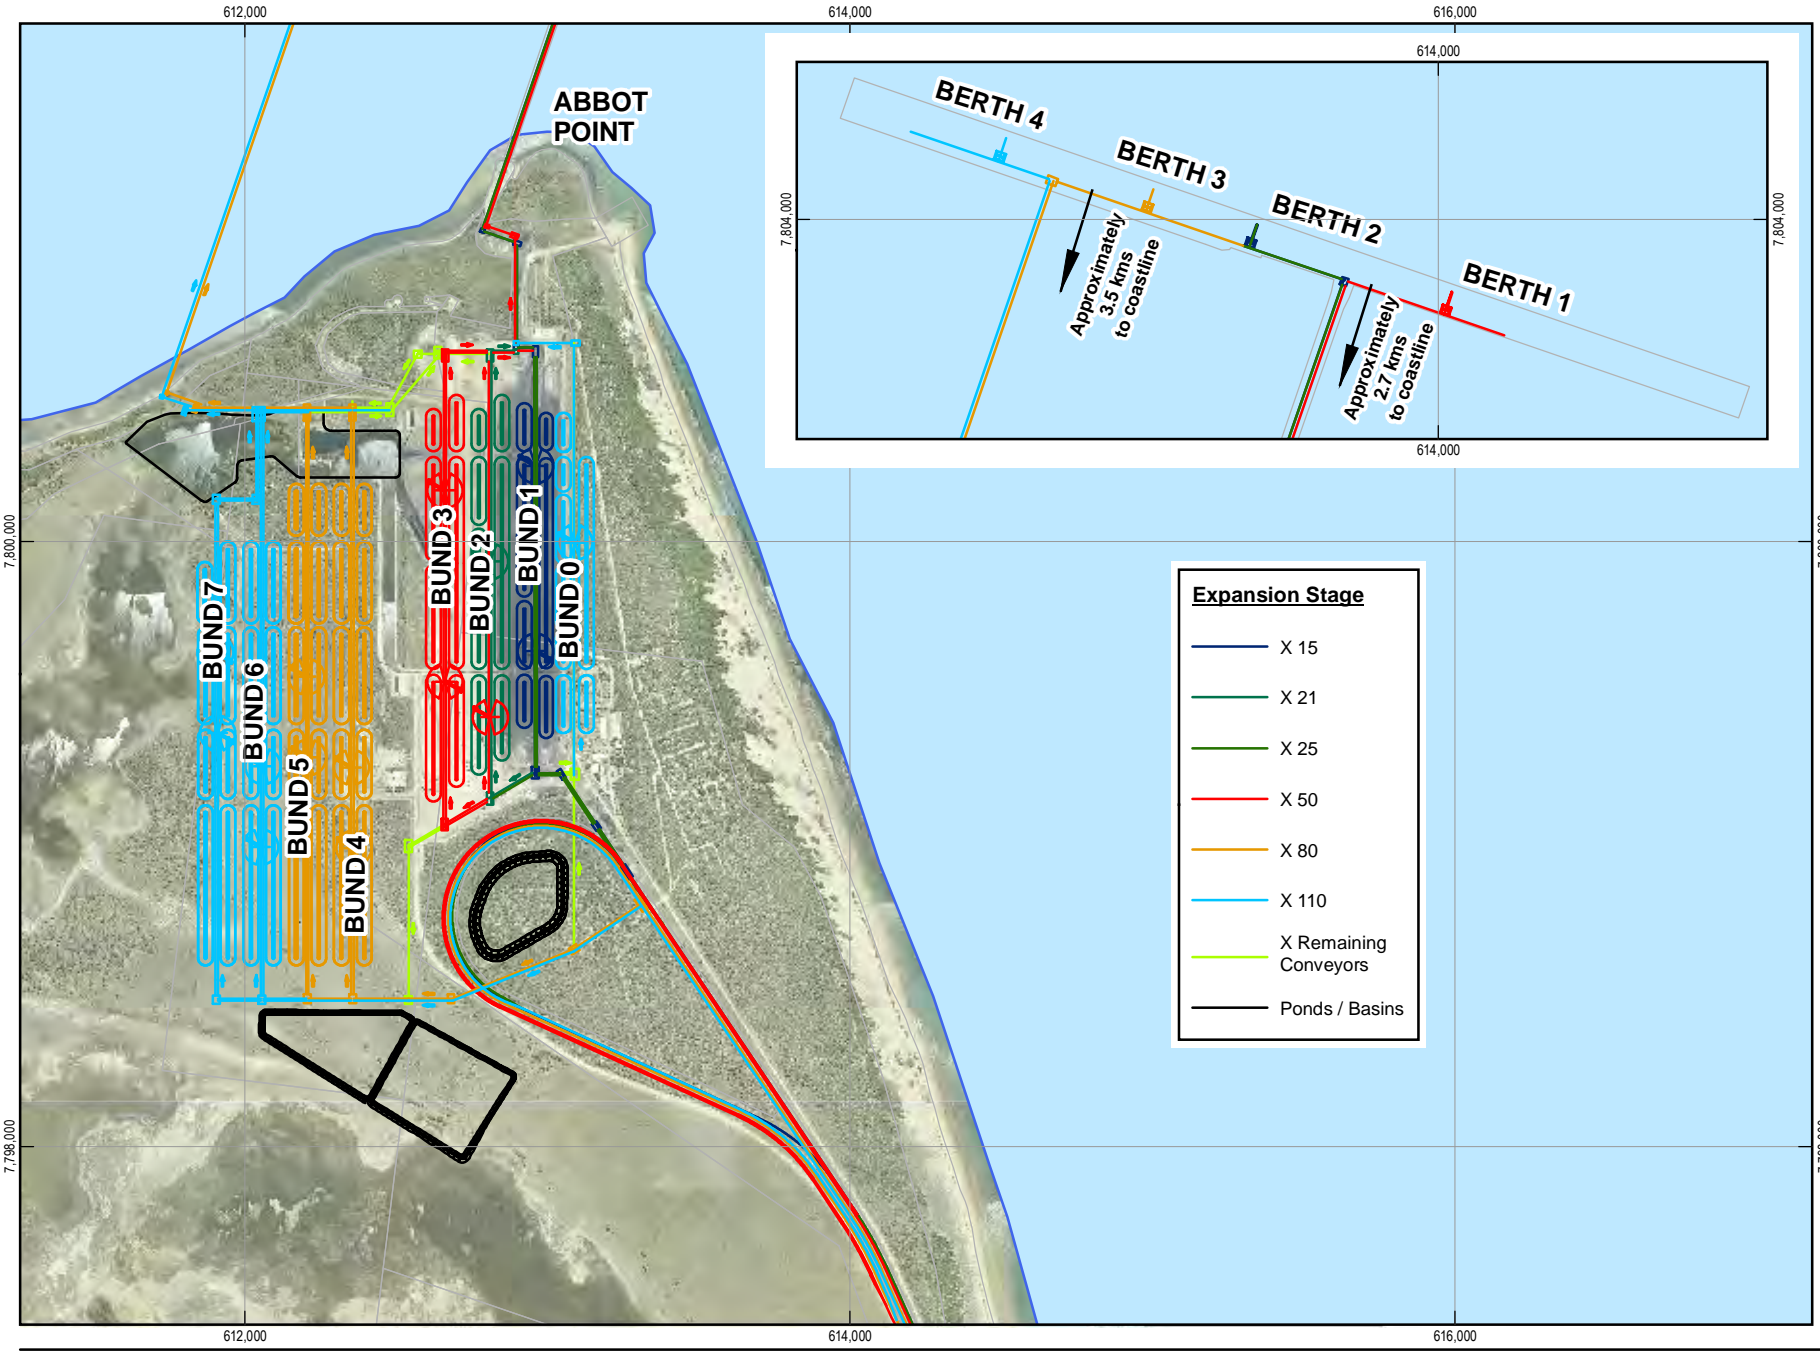 612,000
614,000
616,000
614,000
ABBOT
POINT
BERTH 4
BERTH 3
BERTH 2
BERTH 1
7,804,000
7,804,000
Approximately
3.5 kms
to coastline
Approximately
2.7 kms
to coastline
614,000
7,800,000
BUND 3
BUND 2
BUND 1
BUND 0
BUND 7
BUND 6
BUND 5
BUND 4
Expansion Stage
X 15
X 21
X 25
X 50
X 80
X 110
X Remaining
Conveyors
Ponds / Basins
7,798,000
612,000
614,000
616,000